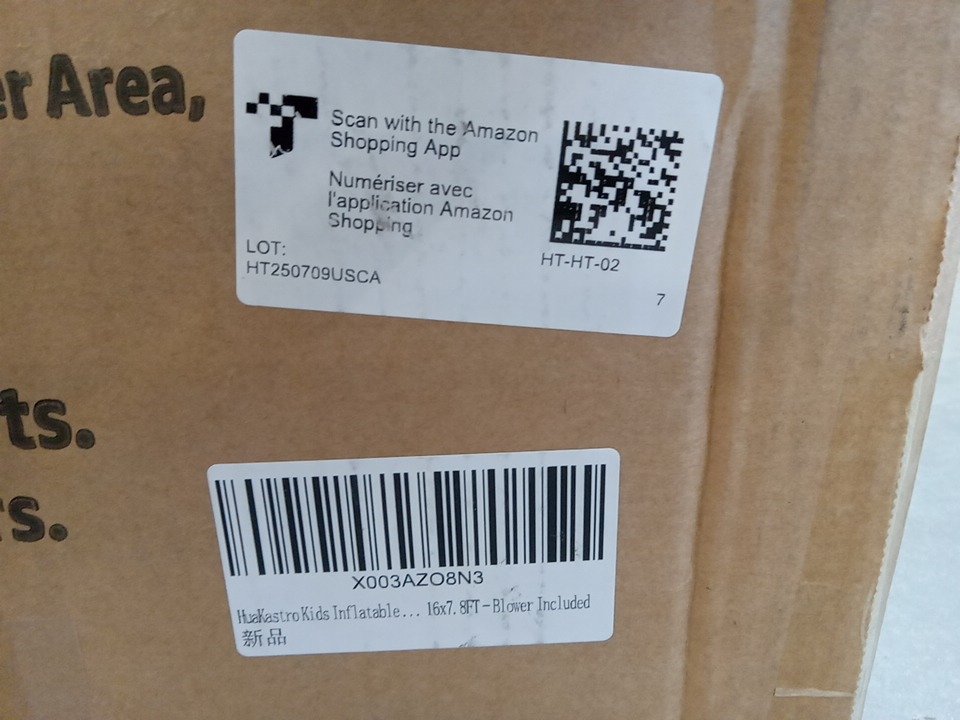 er Area,
Scan with the Amazon
Shopping App
Numériser avec
l'application Amazon
Shopping
LOT:
HT250709USCA
HT-HT-02
7
ts.
rs.
X003AZO8N3
HuaKastro Kids Inflatable... 16x7.8FT-Blower Included
新品